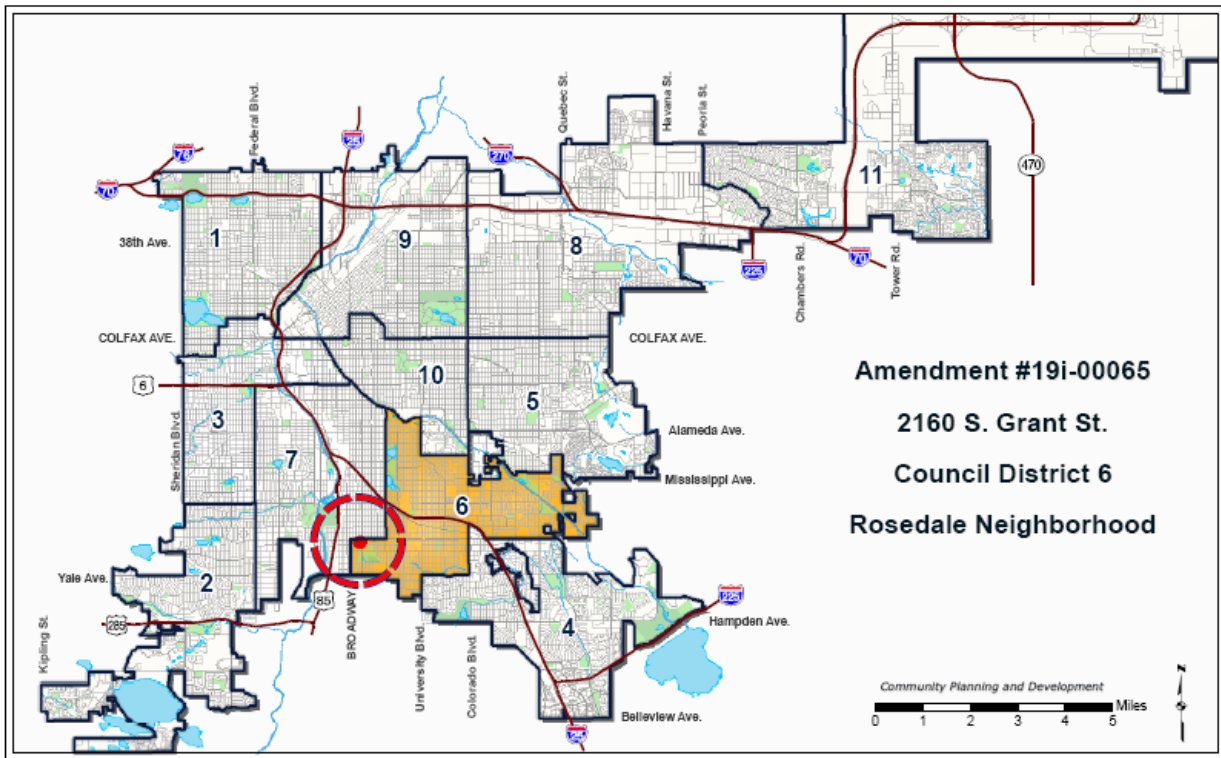 Federal Blvd.
Quebec St.
Havana St.
Peoria St.
25
76
270
70
470
11
1
9
8
38th Ave.
225
70
Chambers Rd.
Tower Rd.
COLFAX AVE.
COLFAX AVE.
6
10
5
3
Sheridan Blvd.
7
Alameda Ave.
Mississippi Ave.
6
Amendment #19i-00065
2160 S. Grant St.
Council District 6
Rosedale Neighborhood
2
Yale Ave.
85
285
BROADWAY
University Blvd.
Colorado Blvd.
4
225
Hampden Ave.
Kipling St.
Belleview Ave.
25
Community Planning and Development
0 1 2 3 4 5 Miles
Z